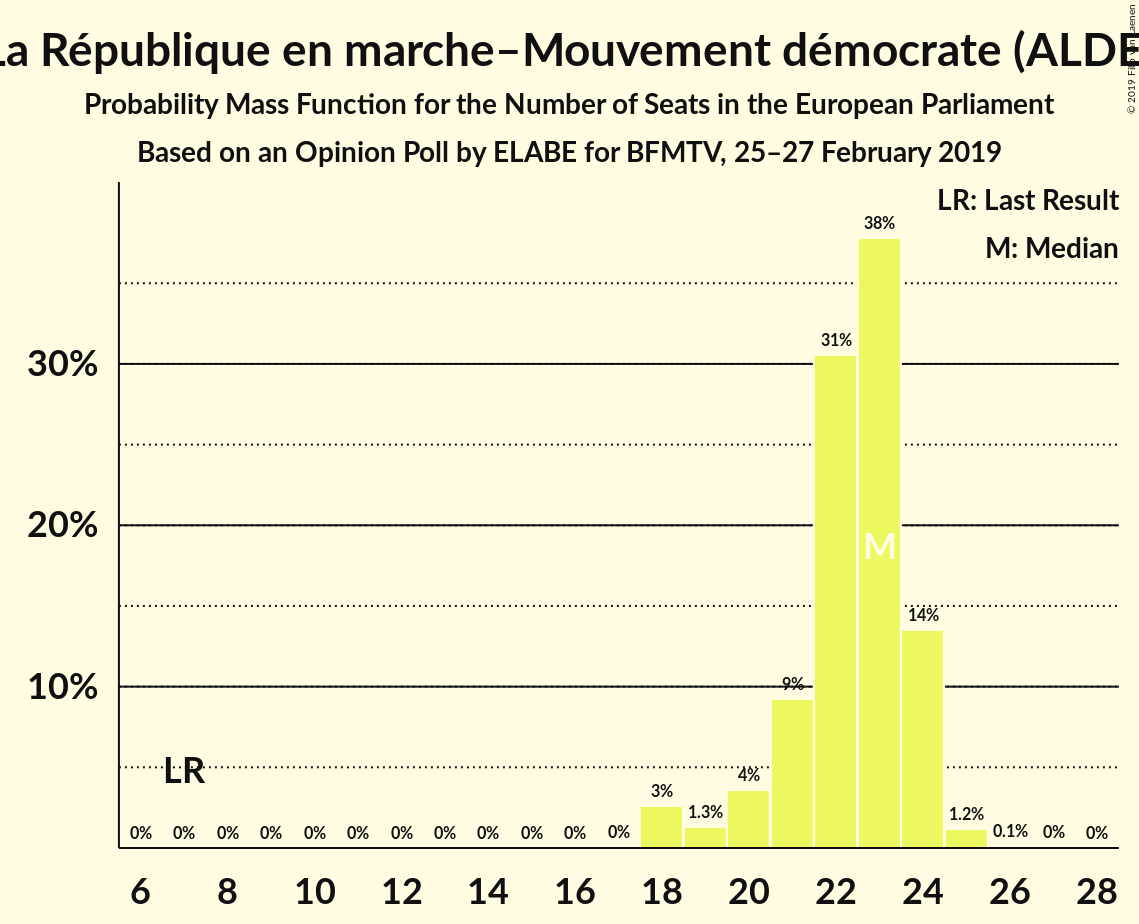 La République en marche–Mouvement démocrate (ALDE
Probability Mass Function for the Number of Seats in the European Parliament
Based on an Opinion Poll by ELABE for BFMTV, 25–27 February 2019
© 2019
LR: Last Result
M: Median
38%
31%
30%
20%
M
14%
10%
9%
LR
4%
3%
1.3%
1.2%
0% 0% 0% 0% 0% 0% 0% 0% 0% 0% 0% 0% 0.1% 0% 0%
6 8 10 12 14 16 18 20 22 24 26 28